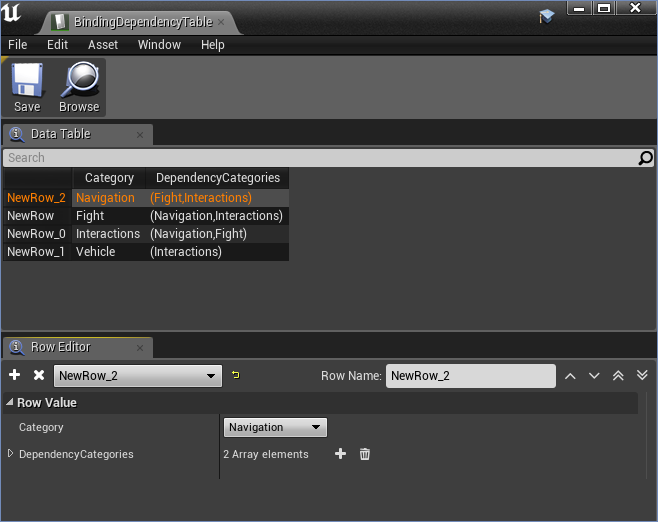 BindingDependencyTable
File Edit Asset Window Help
Save Browse
Data Table
Search
Category DependencyCategories
NewRow_2 Navigation (Fight,Interactions)
NewRow Fight (Navigation,Interactions)
NewRow_0 Interactions (Navigation,Fight)
NewRow_1 Vehicle (Interactions)
Row Editor
NewRow_2 Row Name: NewRow_2
Row Value
Category Navigation
DependencyCategories 2 Array elements